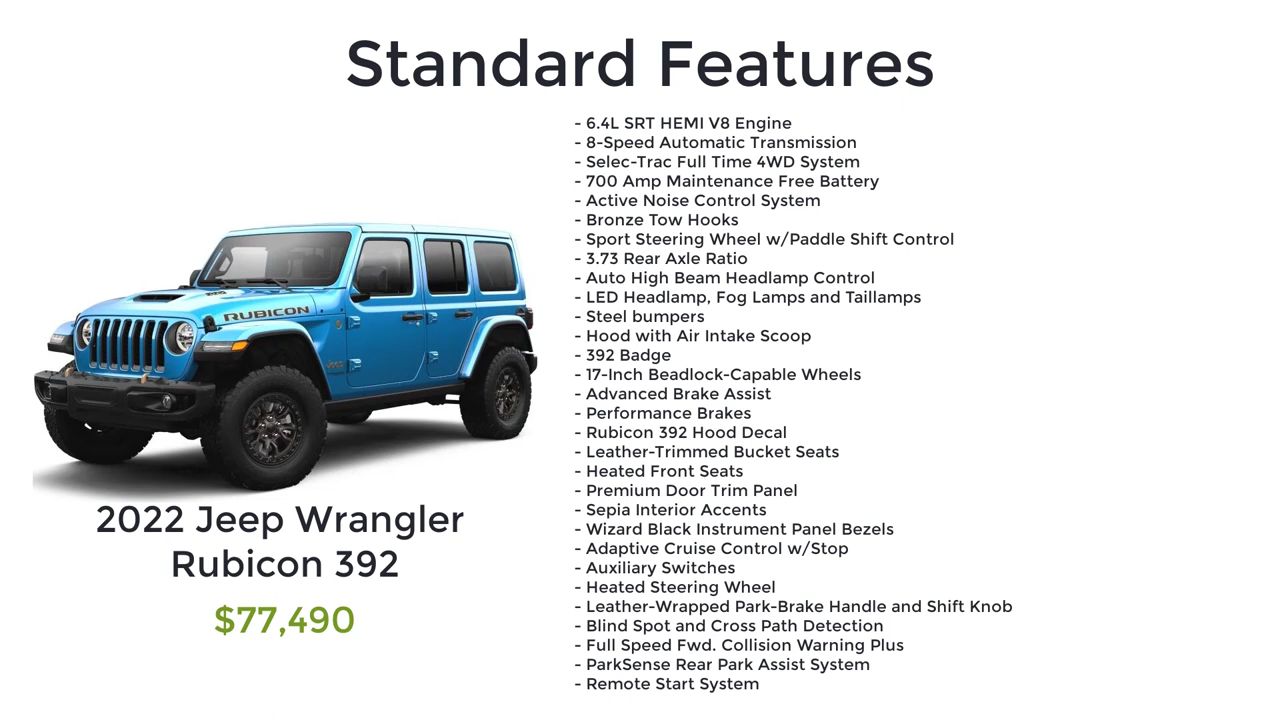 Standard Features
- 6.4L SRT HEMI V8 Engine
- 8-Speed Automatic Transmission
- Selec-Trac Full Time 4WD System
- 700 Amp Maintenance Free Battery
- Active Noise Control System
- Bronze Tow Hooks
- Sport Steering Wheel w/Paddle Shift Control
- 3.73 Rear Axle Ratio
- Auto High Beam Headlamp Control
- LED Headlamp, Fog Lamps and Taillamps
- Steel bumpers
- Hood with Air Intake Scoop
- 392 Badge
- 17-Inch Beadlock-Capable Wheels
- Advanced Brake Assist
- Performance Brakes
- Rubicon 392 Hood Decal
- Leather-Trimmed Bucket Seats
- Heated Front Seats
- Premium Door Trim Panel
- Sepia Interior Accents
- Wizard Black Instrument Panel Bezels
- Adaptive Cruise Control w/Stop
- Auxiliary Switches
- Heated Steering Wheel
- Leather-Wrapped Park-Brake Handle and Shift Knob
- Blind Spot and Cross Path Detection
- Full Speed Fwd. Collision Warning Plus
- ParkSense Rear Park Assist System
- Remote Start System
RUBICON
2022 Jeep Wrangler
Rubicon 392
$77,490